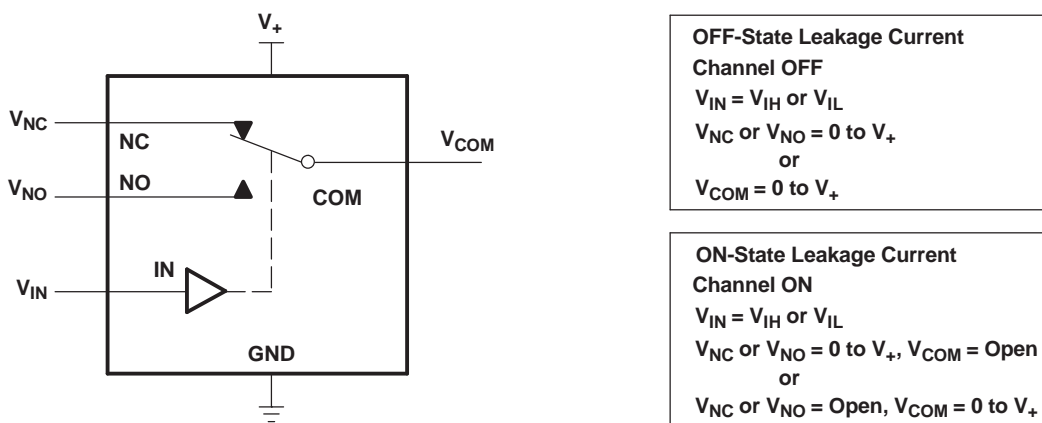 V+
VNC
NC
VCOM
VNO
NO
COM
IN
VIN
GND
OFF-State Leakage Current
Channel OFF
VIN = VIH or VIL
VNC or VNO = 0 to V+
or
VCOM = 0 to V+
ON-State Leakage Current
Channel ON
VIN = VIH or VIL
VNC or VNO = 0 to V+, VCOM = Open
or
VNC or VNO = Open, VCOM = 0 to V+